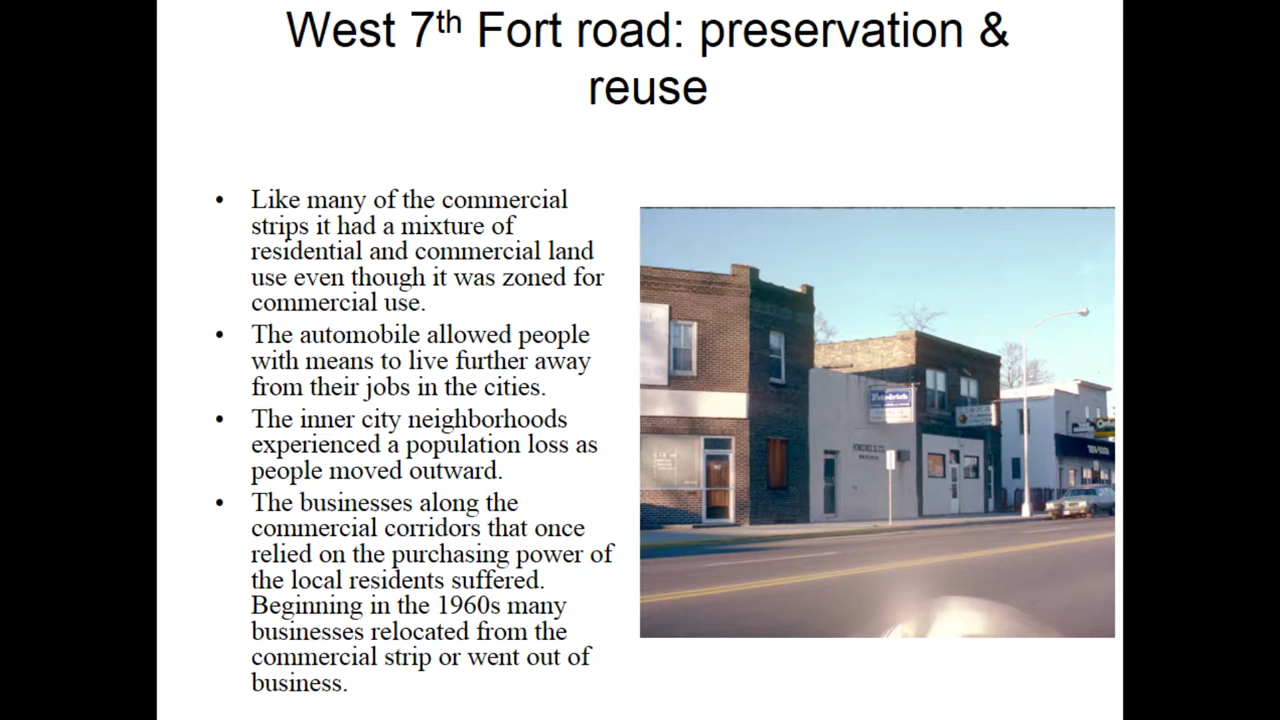 West 7th Fort road: preservation &
reuse
• Like many of the commercial
strips it had a mixture of
residential and commercial land
use even though it was zoned for
commercial use.
• The automobile allowed people
with means to live further away
from their jobs in the cities.
• The inner city neighborhoods
experienced a population loss as
people moved outward.
• The businesses along the
commercial corridors that once
relied on the purchasing power of
the local residents suffered.
Beginning in the 1960s many
businesses relocated from the
commercial strip or went out of
business.
Friedrich